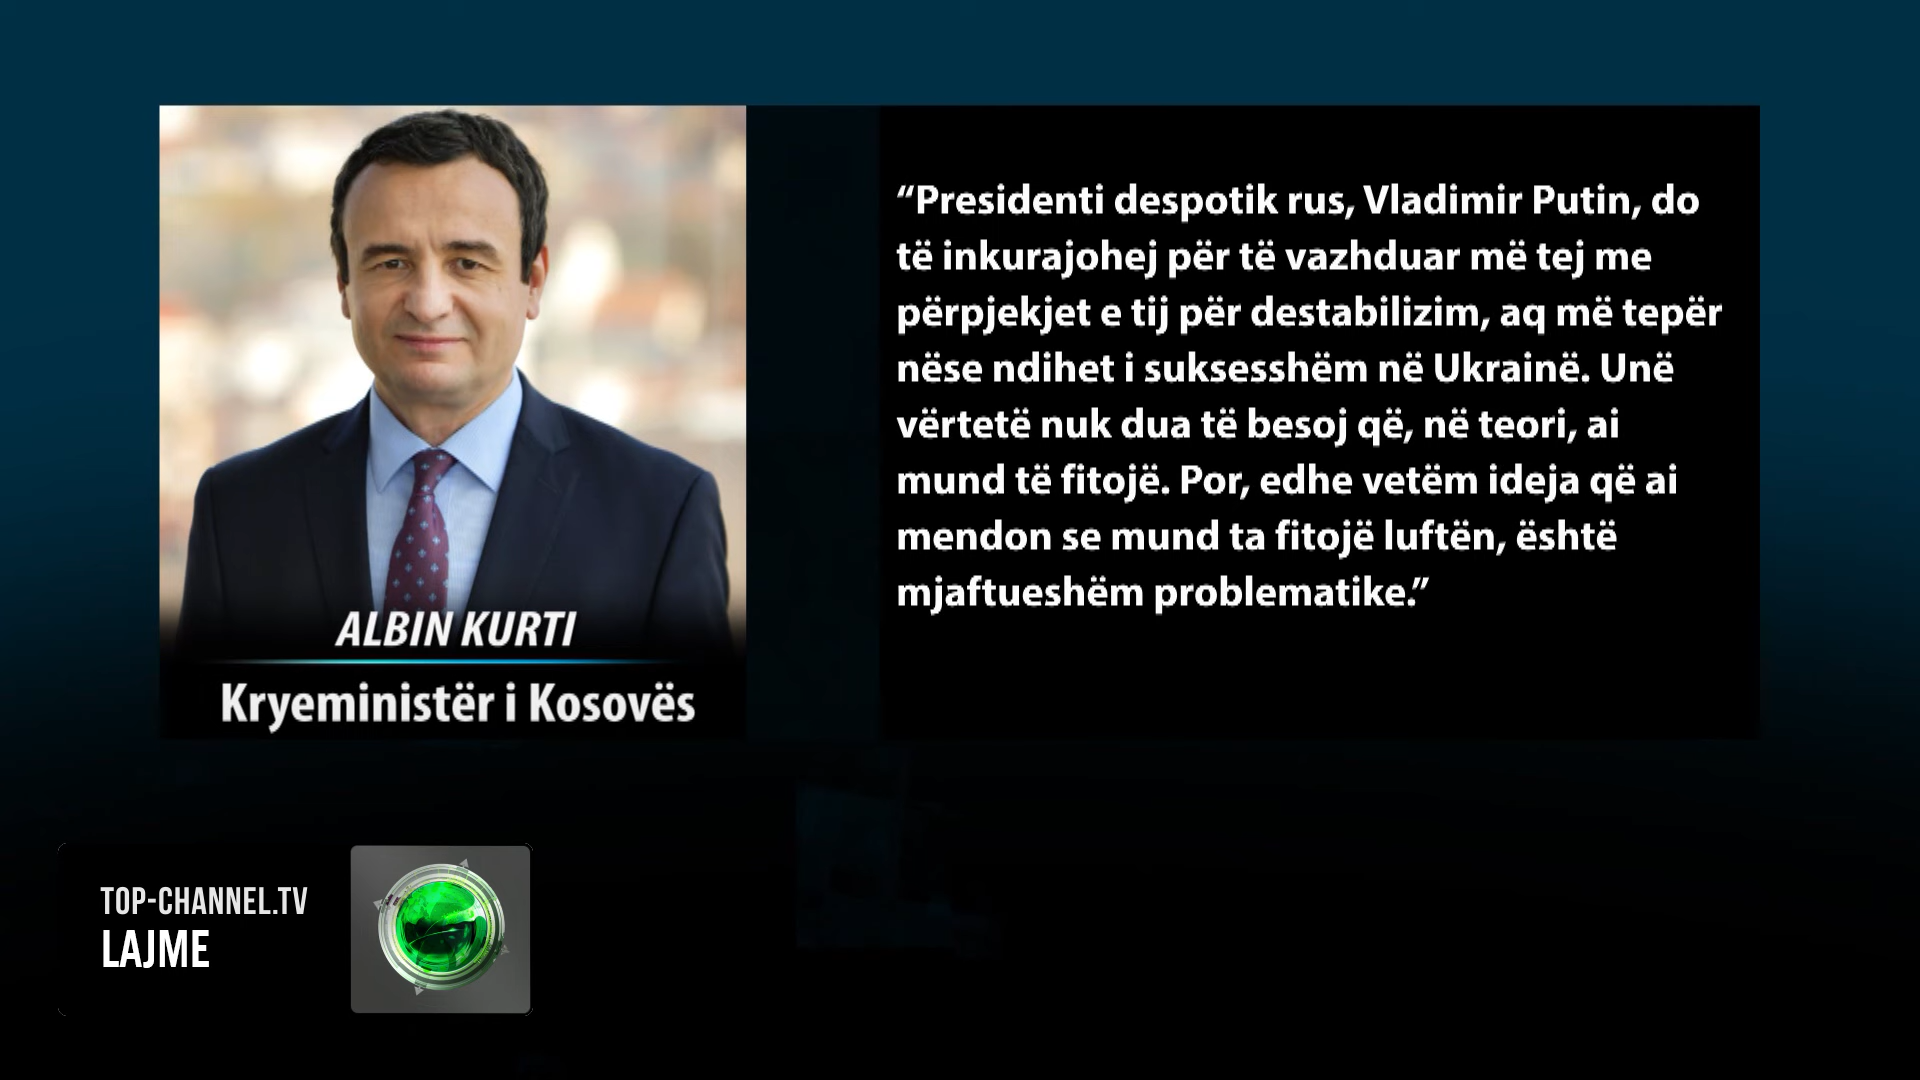 “Presidenti despotik rus, Vladimir Putin, do
të inkurajohej për të vazhduar më tej me
përpjekjet e tij për destabilizim, aq më tepër
nëse ndihet i suksesshëm në Ukrainë. Unë
vërtetë nuk dua të besoj që, në teori, ai
mund të fitojë. Por, edhe vetëm ideja që ai
mendon se mund ta fitojë luftën, është
mjaftueshëm problematike.”
ALBIN KURTI
Kryeministër i Kosovës
TOP-CHANNEL.TV
LAJME